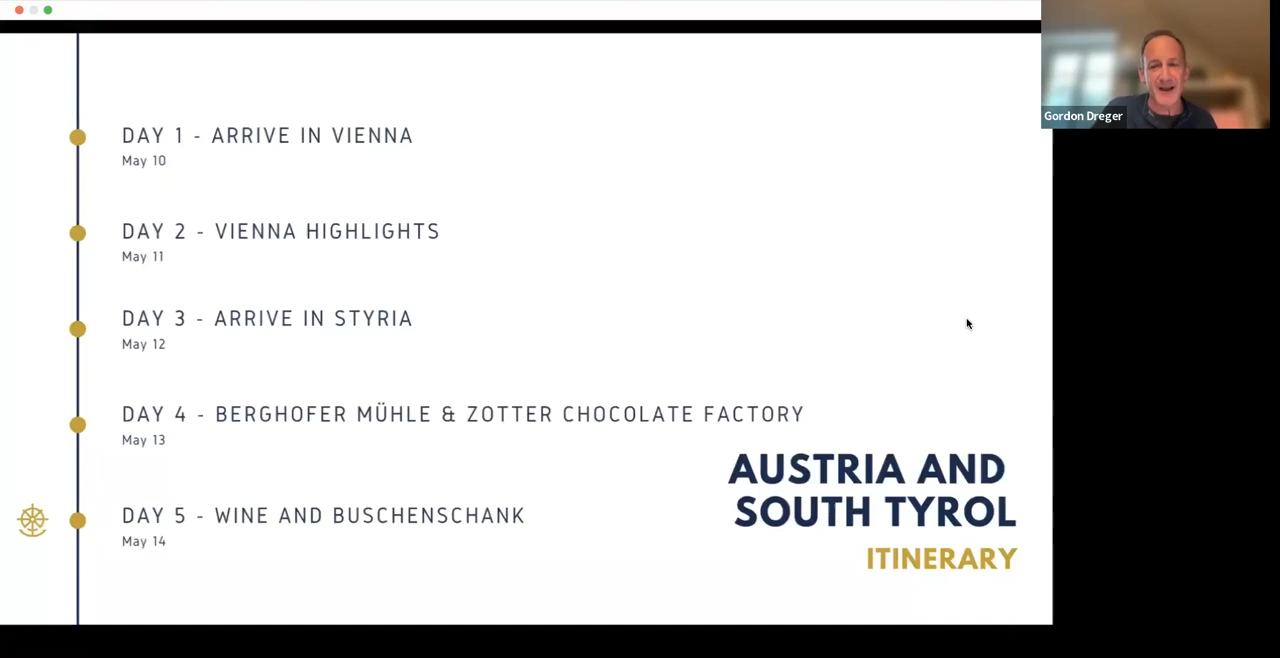 Gordon Dreger
DAY 1 - ARRIVE IN VIENNA
May 10
DAY 2 - VIENNA HIGHLIGHTS
May 11
DAY 3 - ARRIVE IN STYRIA
May 12
DAY 4 - BERGHOFER MÜHLE & ZOTTER CHOCOLATE FACTORY
May 13
DAY 5 - WINE AND BUSCHENSCHANK
May 14
AUSTRIA AND
SOUTH TYROL
ITINERARY